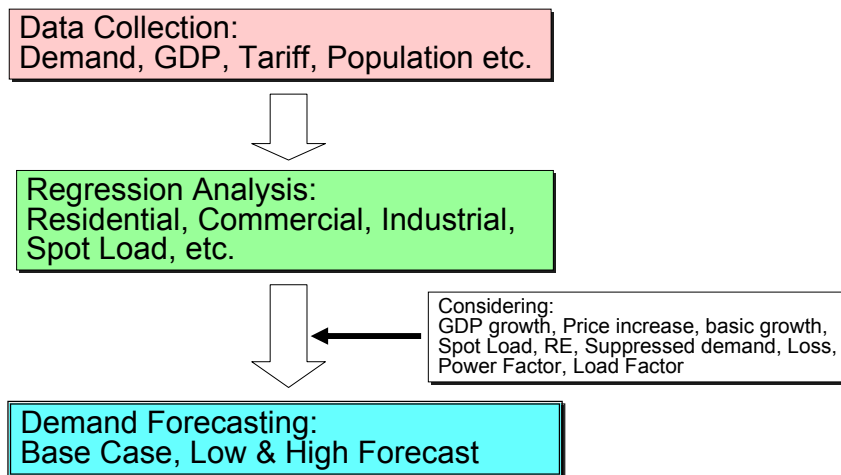 Data Collection:
Demand, GDP, Tariff, Population etc.
Regression Analysis:
Residential, Commercial, Industrial,
Spot Load, etc.
Considering:
GDP growth, Price increase, basic growth,
Spot Load, RE, Suppressed demand, Loss,
Power Factor, Load Factor
Demand Forecasting:
Base Case, Low & High Forecast